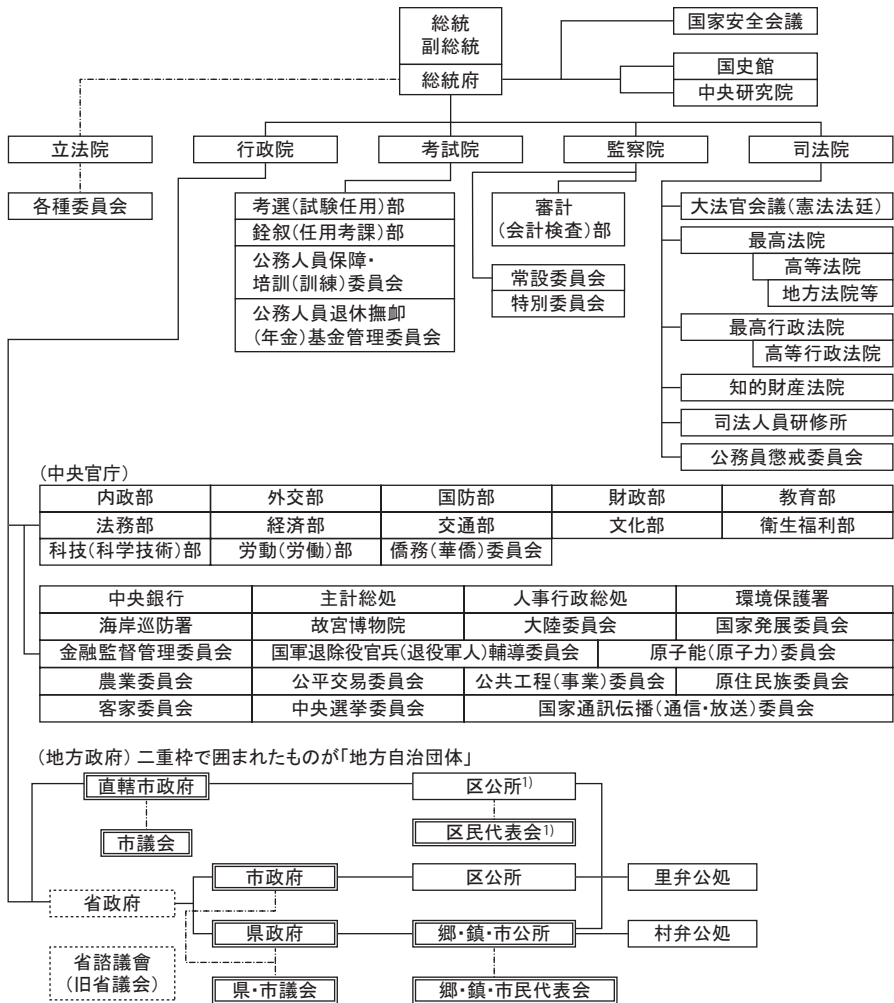 総統
副総統
総統府
国家安全会議
国史館
中央研究院
立法院
行政院
考試院
監察院
司法院
各種委員会
考選(試験任用)部
銓叙(任用考課)部
公務人員保障・
培訓(訓練)委員会
公務人員退休撫卹
(年金)基金管理委員会
審計
(会計検査)部
常設委員会
特別委員会
大法官会議(憲法法廷)
最高法院
高等法院
地方法院等
最高行政法院
高等行政法院
知的財産法院
司法人員研修所
公務員懲戒委員会
(中央官庁)
内政部
外交部
国防部
財政部
教育部
法務部
経済部
交通部
文化部
衛生福利部
科技(科学技術)部
労動(労働)部
僑務(華僑)委員会
中央銀行
主計総処
人事行政総処
環境保護署
海岸巡防署
故宮博物院
大陸委員会
国家発展委員会
金融監督管理委員会
国軍退除役官兵(退役軍人)輔導委員会
原子能(原子力)委員会
農業委員会
公平交易委員会
公共工程(事業)委員会
原住民族委員会
客家委員会
中央選挙委員会
国家通訊伝播(通信・放送)委員会
(地方政府) 二重枠で囲まれたものが「地方自治団体」
直轄市政府
区公所1)
市議会
区民代表会1)
市政府
区公所
里弁公処
省政府
県政府
郷・鎮・市公所
村弁公処
省諮議會
(旧省議会)
県・市議会
郷・鎮・市民代表会